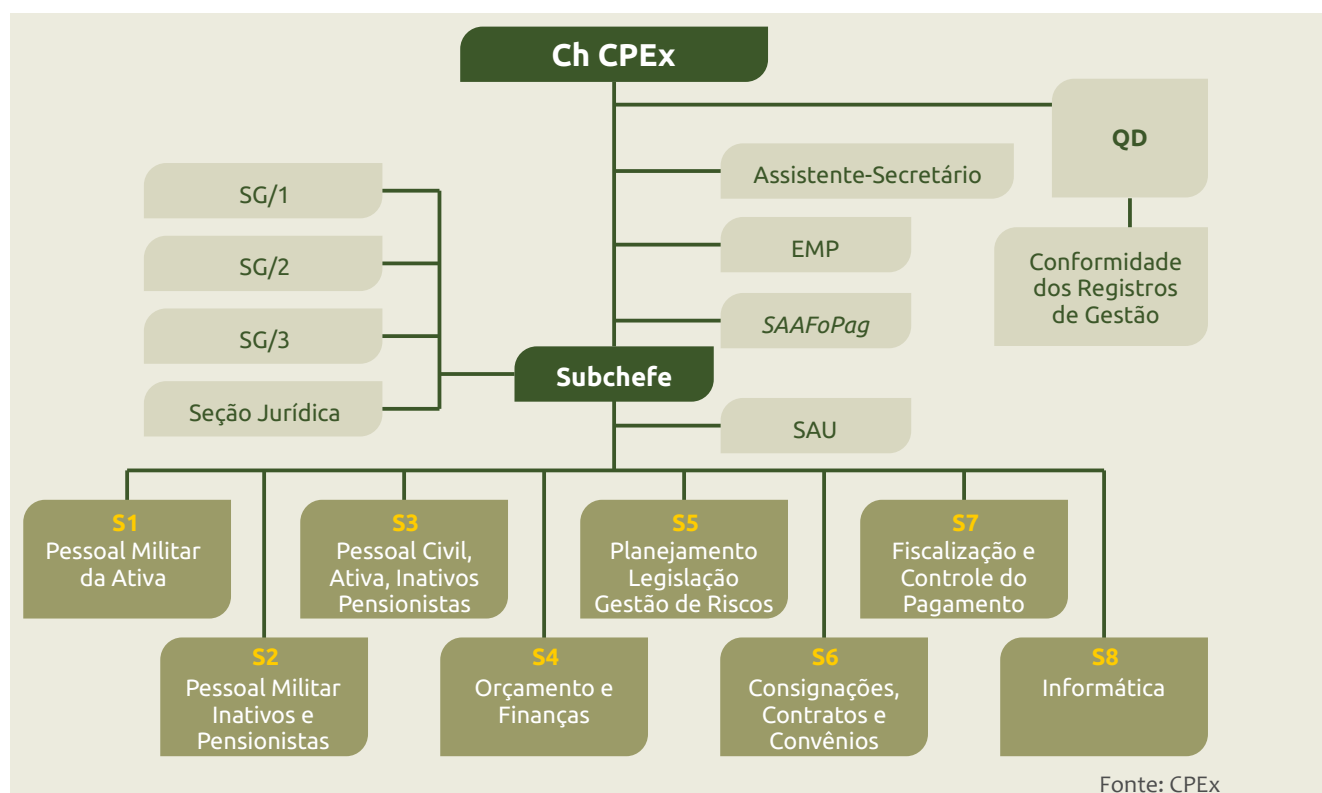 Ch CPEx
QD
Assistente-Secretário
SG/1
EMP
Conformidade
dos Registros
de Gestão
SG/2
SAAFoPag
SG/3
Subchefe
Seção Jurídica
SAU
S1
Pessoal Militar
da Ativa
S3
Pessoal Civil,
Ativa, Inativos
Pensionistas
S5
Planejamento
Legislação
Gestão de Riscos
S7
Fiscalização e
Controle do
Pagamento
S2
Pessoal Militar
Inativos e
Pensionistas
S4
Orçamento e
Finanças
S6
Consignações,
Contratos e
Convênios
S8
Informática
Fonte: CPEx